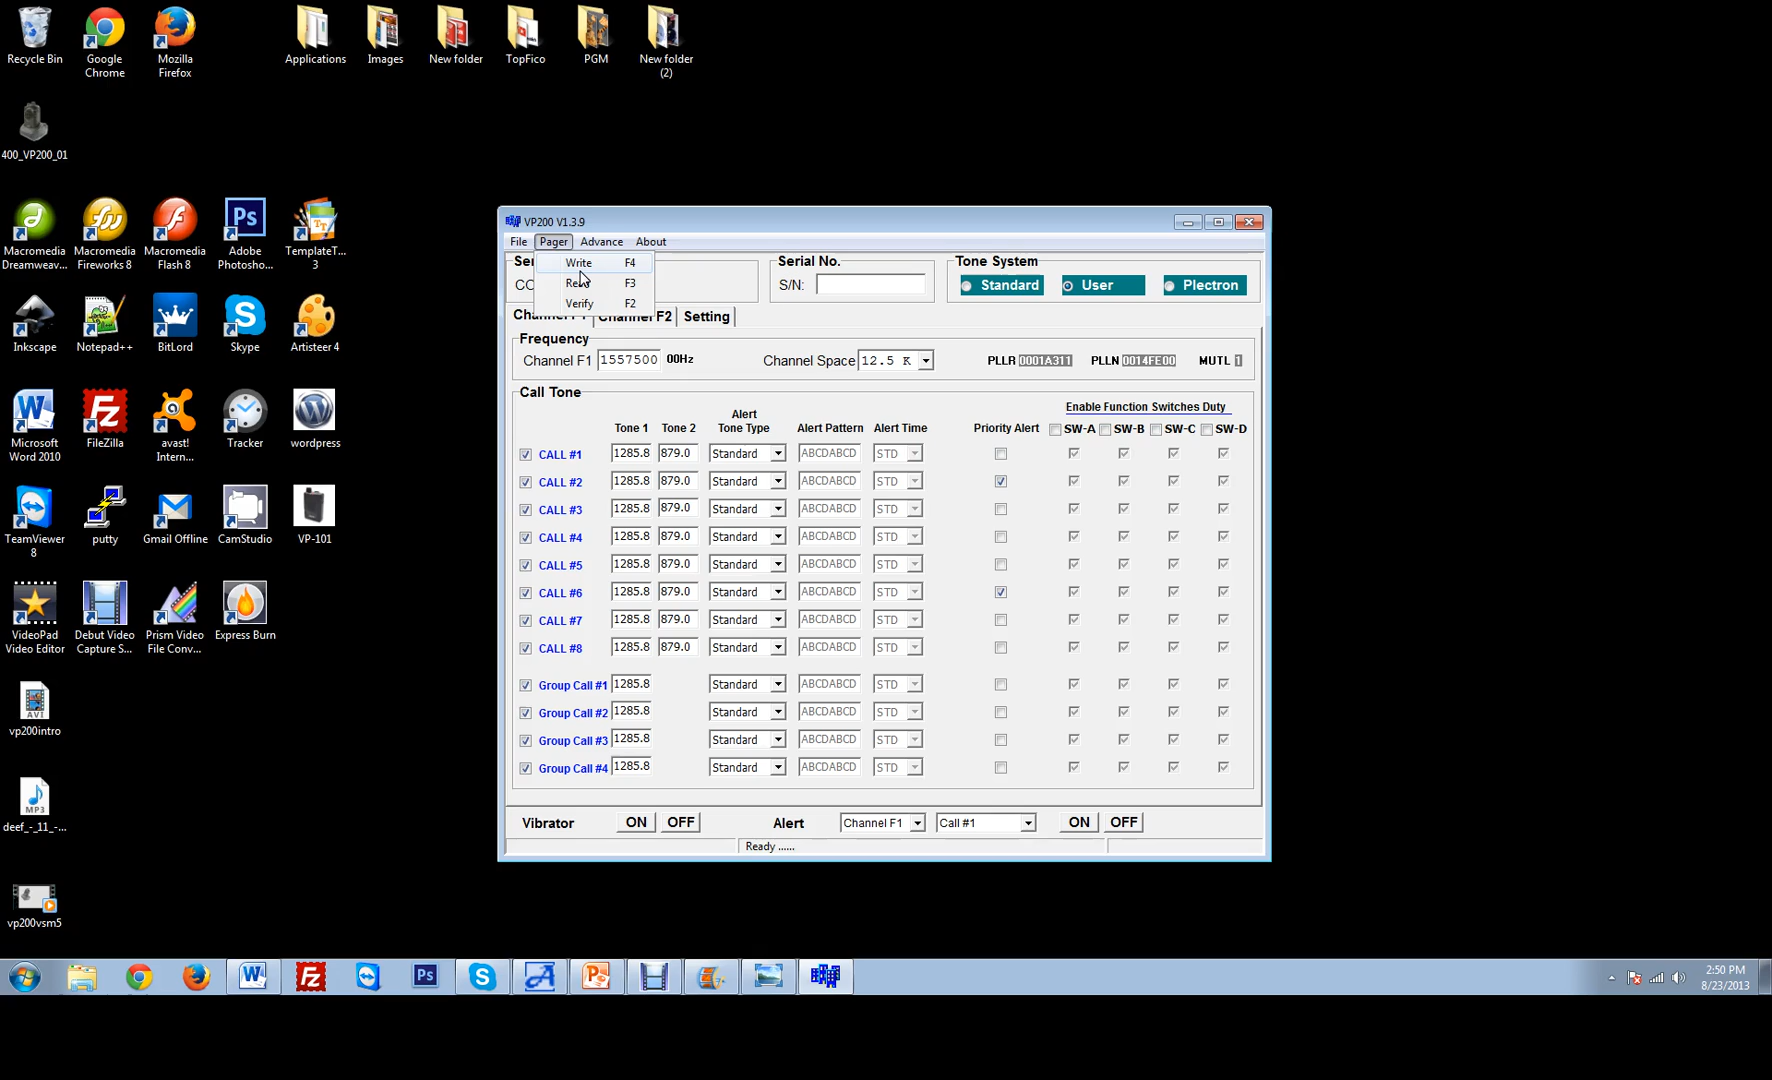 Recycle Bin
Google Chrome
Mozilla Firefox
Applications
Images
New folder
TopFico
PGM
New folder (2)
400_VP200_01
Macromedia Dreamweav...
Macromedia Fireworks 8
Macromedia Flash 8
Adobe Photosho...
TemplateT... 3
Inkscape
Notepad++
BitLord
Skype
Artisteer 4
Microsoft Word 2010
FileZilla
avast! Intern...
Tracker
wordpress
TeamViewer 8
putty
Gmail Offline
CamStudio
VP-101
VideoPad Video Editor
Debut Video Capture S...
Prism Video File Conv...
Express Burn
vp200intro
deef_-_11_-...
vp200vsm5
VP200 V1.3.9
File Pager Advance About
Write F4
F3
Verify F2
Serial No.
S/N:
Tone System
Standard User Plectron
Channel F2 Setting
Frequency
Channel F1 1557500 00Hz Channel Space 12.5 K PLLR 0001A311 PLLN 0014FE00 MUTL 1
Call Tone
Enable Function Switches Duty
Tone 1 Tone 2 Alert Tone Type Alert Pattern Alert Time Priority Alert SW-A SW-B SW-C SW-D
CALL #1 1285.8 879.0 Standard ABCDABCD STD
CALL #2 1285.8 879.0 Standard ABCDABCD STD
CALL #3 1285.8 879.0 Standard ABCDABCD STD
CALL #4 1285.8 879.0 Standard ABCDABCD STD
CALL #5 1285.8 879.0 Standard ABCDABCD STD
CALL #6 1285.8 879.0 Standard ABCDABCD STD
CALL #7 1285.8 879.0 Standard ABCDABCD STD
CALL #8 1285.8 879.0 Standard ABCDABCD STD
Group Call #1 1285.8 Standard ABCDABCD STD
Group Call #2 1285.8 Standard ABCDABCD STD
Group Call #3 1285.8 Standard ABCDABCD STD
Group Call #4 1285.8 Standard ABCDABCD STD
Vibrator ON OFF Alert Channel F1 Call #1 ON OFF
Ready ......
2:50 PM
8/23/2013